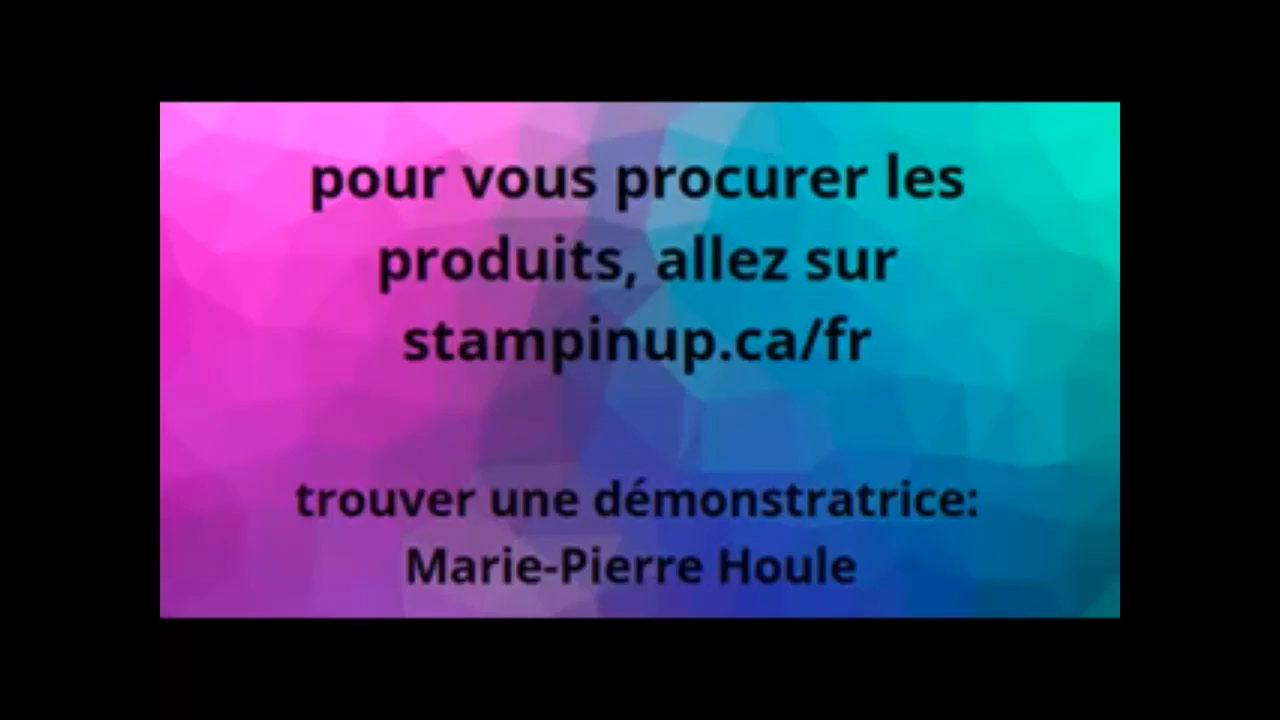 pour vous procurer les
produits, allez sur
stampinup.ca/fr
trouver une démonstratrice:
Marie-Pierre Houle